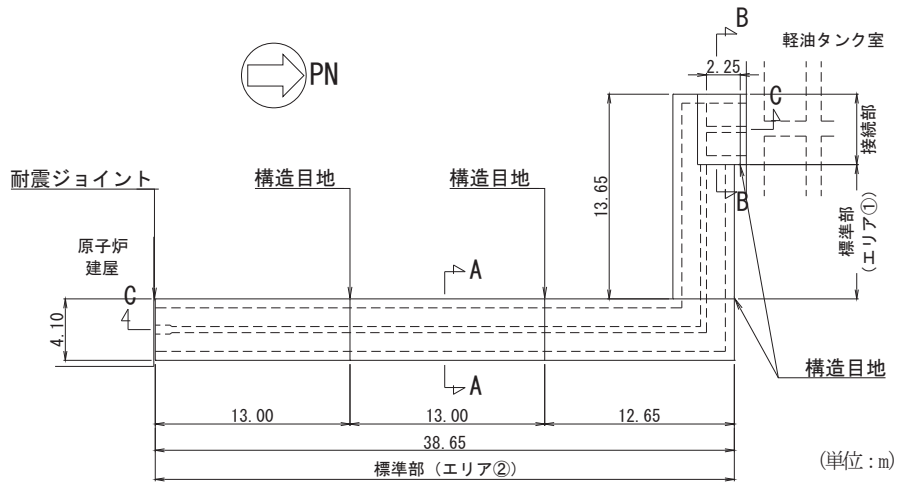 B
軽油タンク室
2.25
PN
C
接続部
耐震ジョイント
構造目地
構造目地
13.65
B
標準部
(エリア①)
原子炉
建屋
A
C
4.10
構造目地
A
13.00
13.00
12.65
38.65
(単位:m)
標準部(エリア②)